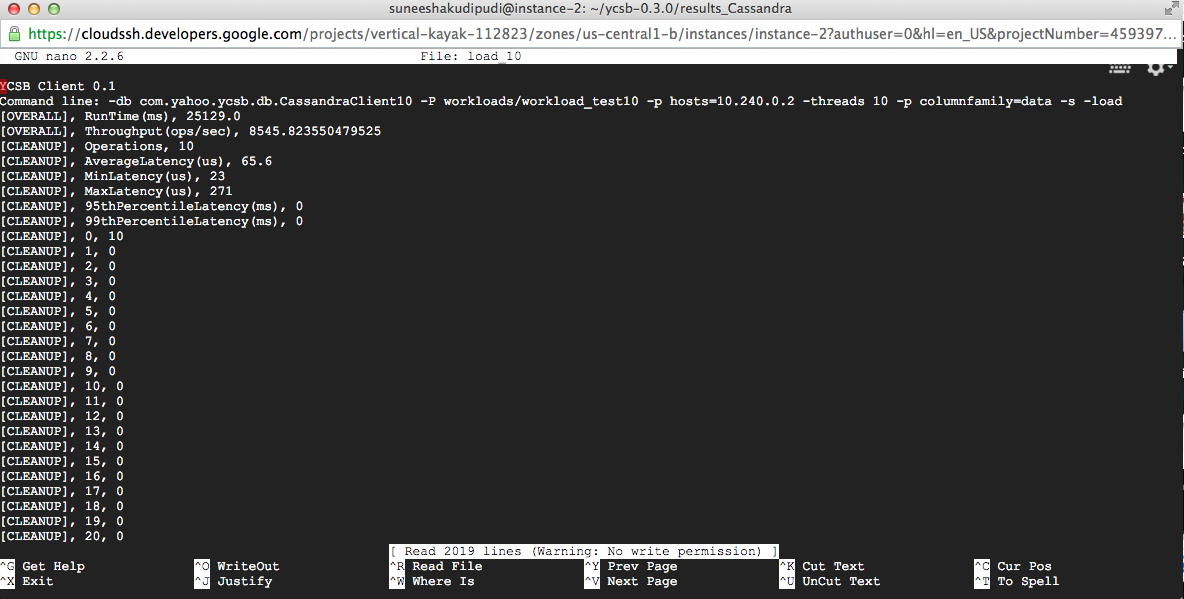 suneeshakudipudi@instance-2: ~/ycsb-0.3.0/results_Cassandra
https://cloudssh.developers.google.com/projects/vertical-kayak-112823/zones/us-central1-b/instances/instance-2?authuser=0&hl=en_US&projectNumber=459397...
GNU nano 2.2.6 File: load_10
YCSB Client 0.1
Command line: -db com.yahoo.ycsb.db.CassandraClient10 -P workloads/workload_test10 -p hosts=10.240.0.2 -threads 10 -p columnfamily=data -s -load
[OVERALL], RunTime(ms), 25129.0
[OVERALL], Throughput(ops/sec), 8545.823550479525
[CLEANUP], Operations, 10
[CLEANUP], AverageLatency(us), 65.6
[CLEANUP], MinLatency(us), 23
[CLEANUP], MaxLatency(us), 271
[CLEANUP], 95thPercentileLatency(ms), 0
[CLEANUP], 99thPercentileLatency(ms), 0
[CLEANUP], 0, 10
[CLEANUP], 1, 0
[CLEANUP], 2, 0
[CLEANUP], 3, 0
[CLEANUP], 4, 0
[CLEANUP], 5, 0
[CLEANUP], 6, 0
[CLEANUP], 7, 0
[CLEANUP], 8, 0
[CLEANUP], 9, 0
[CLEANUP], 10, 0
[CLEANUP], 11, 0
[CLEANUP], 12, 0
[CLEANUP], 13, 0
[CLEANUP], 14, 0
[CLEANUP], 15, 0
[CLEANUP], 16, 0
[CLEANUP], 17, 0
[CLEANUP], 18, 0
[CLEANUP], 19, 0
[CLEANUP], 20, 0
[ Read 2019 lines (Warning: No write permission) ]
^G Get Help ^O WriteOut ^R Read File ^Y Prev Page ^K Cut Text ^C Cur Pos
^X Exit ^J Justify ^W Where Is ^V Next Page ^U UnCut Text ^T To Spell